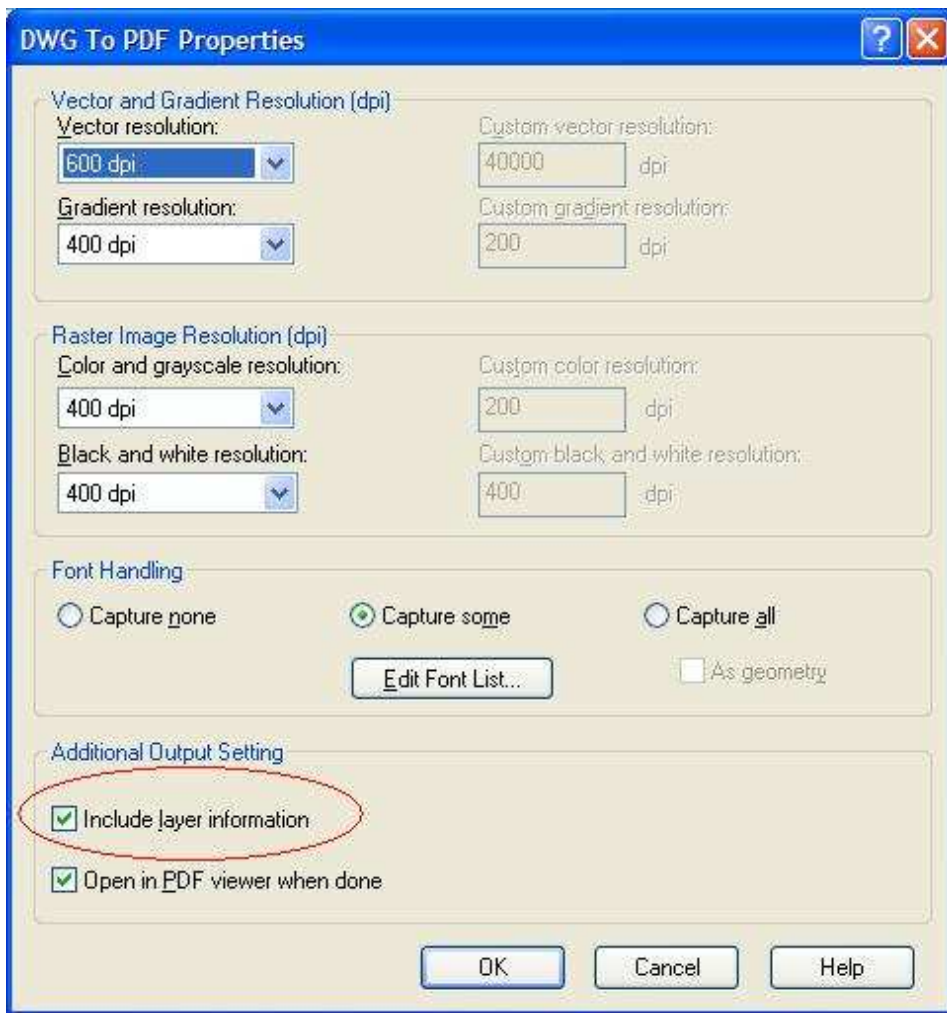 DWG To PDF Properties
Vector and Gradient Resolution (dpi)
Vector resolution:
600 dpi
Custom vector resolution:
40000 dpi
Gradient resolution:
400 dpi
Custom gradient resolution:
200 dpi
Raster Image Resolution (dpi)
Color and grayscale resolution:
400 dpi
Custom color resolution:
200 dpi
Black and white resolution:
400 dpi
Custom black and white resolution:
400 dpi
Font Handling
Capture none
Capture some
Capture all
Edit Font List...
As geometry
Additional Output Setting
Include layer information
Open in PDF viewer when done
OK
Cancel
Help